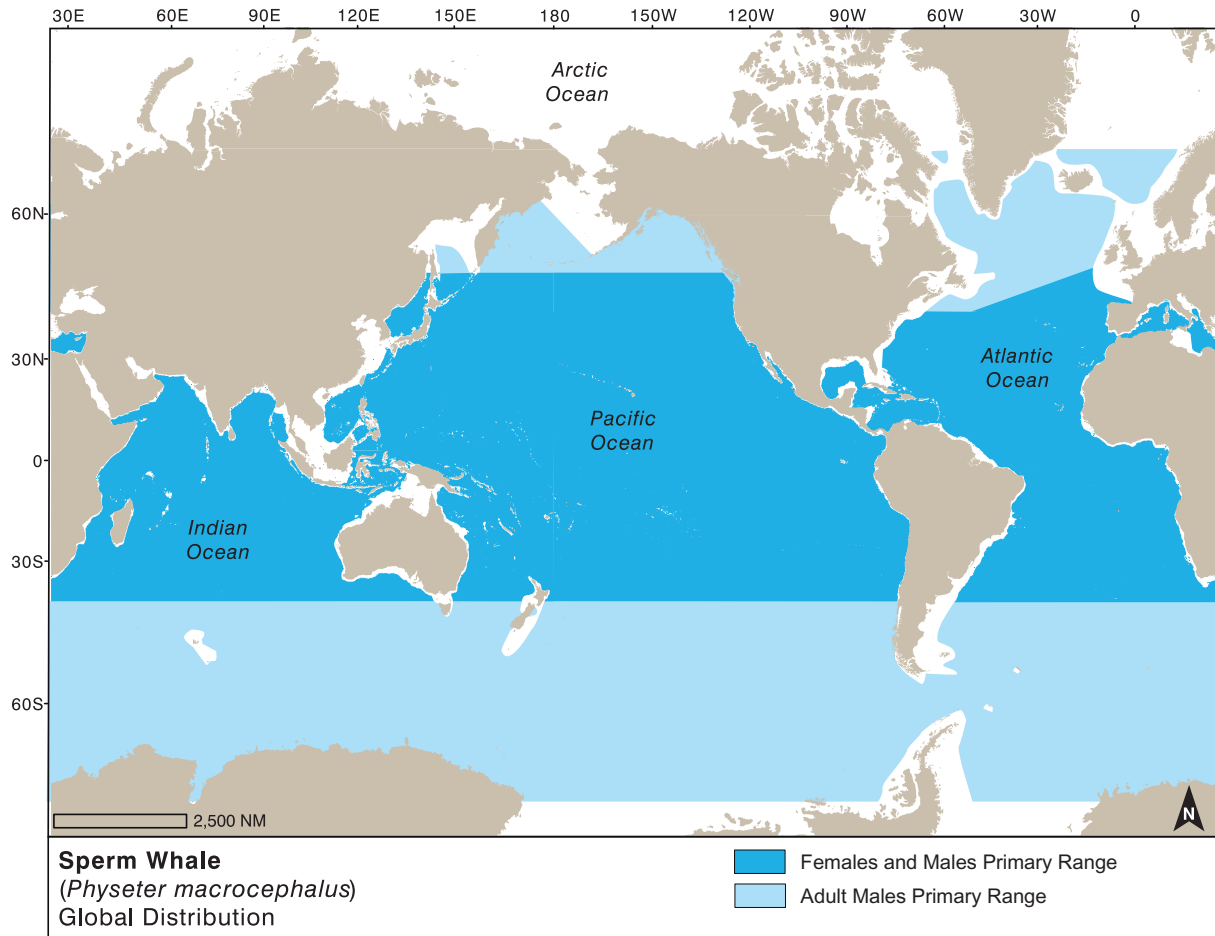 30E 60E 90E 120E 150E 180 150W 120W 90W 60W 30W 0
Arctic
Ocean
60N
30N
Atlantic
Ocean
Pacific
Ocean
0
Indian
Ocean
30S
60S
2,500 NM
N
Sperm Whale
(Physeter macrocephalus)
Global Distribution
Females and Males Primary Range
Adult Males Primary Range